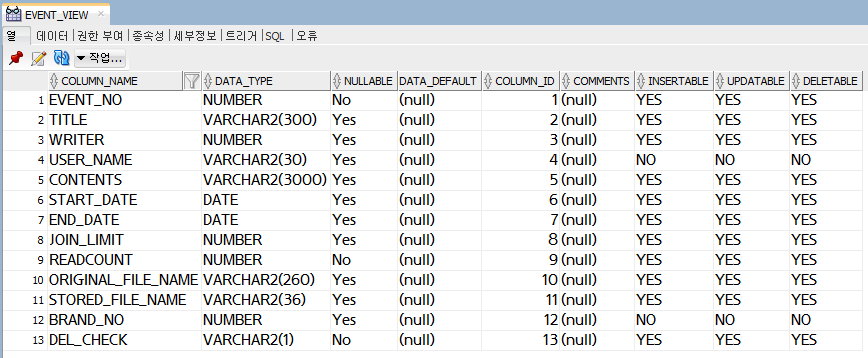 EVENT_VIEW
열 데이터 권한 부여 종속성 세부정보 트리거 SQL 오류
작업...
COLUMN_NAME DATA_TYPE NULLABLE DATA_DEFAULT COLUMN_ID COMMENTS INSERTABLE UPDATABLE DELETABLE
1 EVENT_NO NUMBER No (null) 1 (null) YES YES YES
2 TITLE VARCHAR2(300) Yes (null) 2 (null) YES YES YES
3 WRITER NUMBER Yes (null) 3 (null) YES YES YES
4 USER_NAME VARCHAR2(30) Yes (null) 4 (null) NO NO NO
5 CONTENTS VARCHAR2(3000) Yes (null) 5 (null) YES YES YES
6 START_DATE DATE Yes (null) 6 (null) YES YES YES
7 END_DATE DATE Yes (null) 7 (null) YES YES YES
8 JOIN_LIMIT NUMBER Yes (null) 8 (null) YES YES YES
9 READCOUNT NUMBER No (null) 9 (null) YES YES YES
10 ORIGINAL_FILE_NAME VARCHAR2(260) Yes (null) 10 (null) YES YES YES
11 STORED_FILE_NAME VARCHAR2(36) Yes (null) 11 (null) YES YES YES
12 BRAND_NO NUMBER Yes (null) 12 (null) NO NO NO
13 DEL_CHECK VARCHAR2(1) No (null) 13 (null) YES YES YES